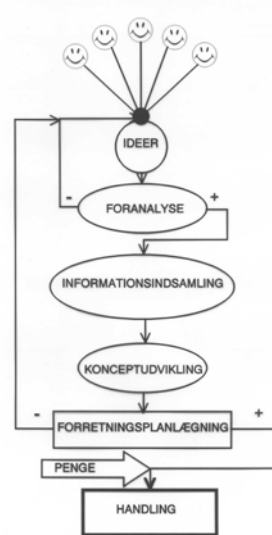 IDEER
- +
FORANALYSE
INFORMATIONSINDSAMLING
KONCEPTUDVIKLING
- +
FORRETNINGSPLANLÆGNING
PENGE
HANDLING